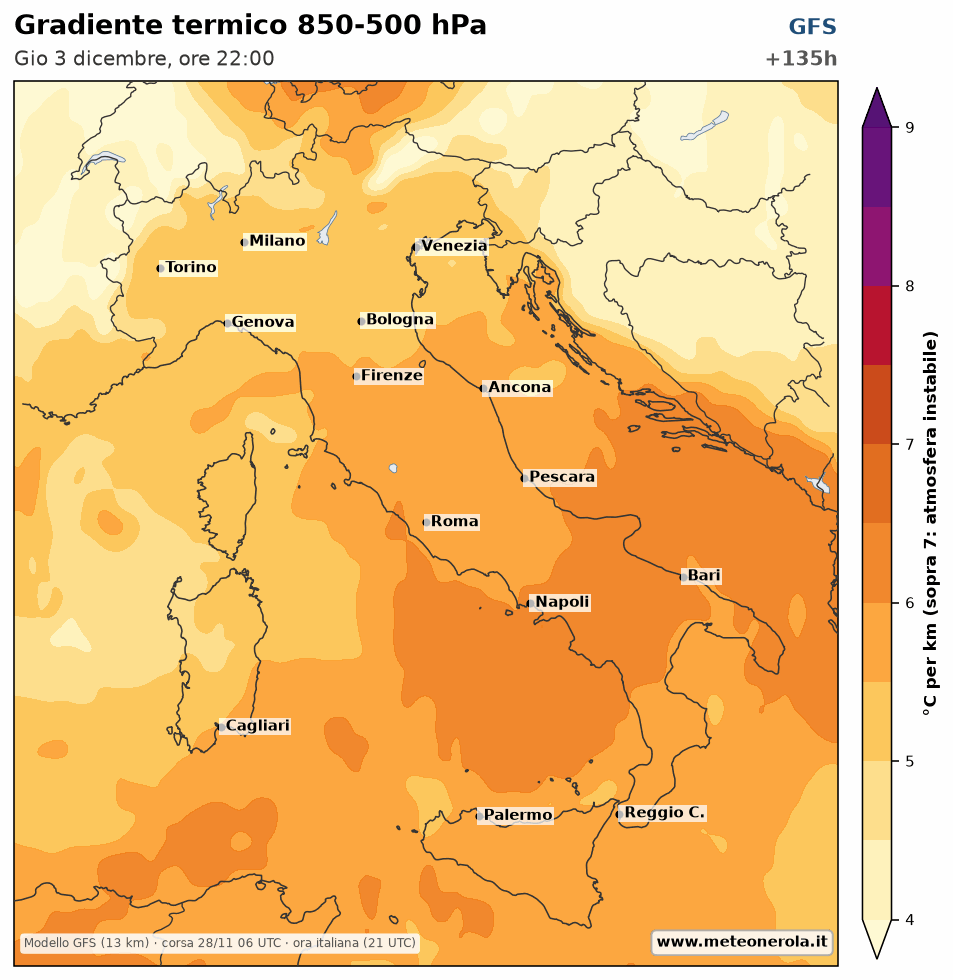 Gradiente termico 850-500 hPa
GFS
Gio 3 dicembre, ore 22:00
+135h
Milano
Venezia
Torino
Genova
Bologna
Firenze
Ancona
Pescara
Roma
Bari
Napoli
Cagliari
Palermo
Reggio C.
9
8
7
6
5
4
°C per km (sopra 7: atmosfera instabile)
Modello GFS (13 km) · corsa 28/11 06 UTC · ora italiana (21 UTC)
www.meteonerola.it